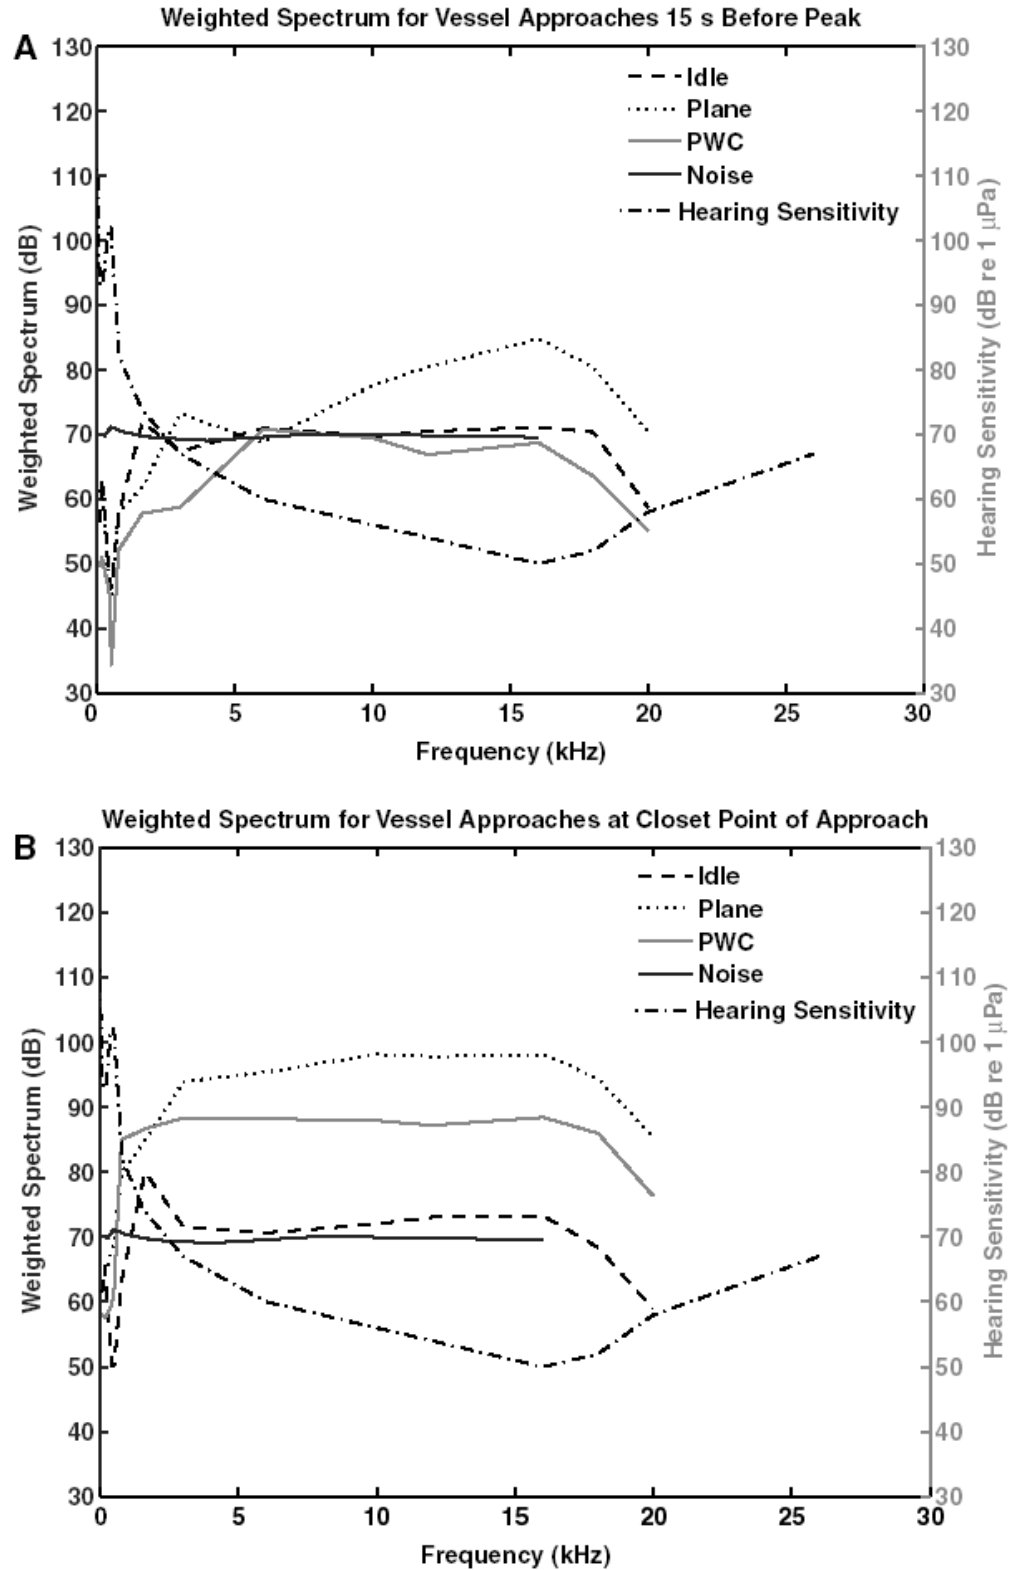 Weighted Spectrum for Vessel Approaches 15 s Before Peak
A
130 130
120 120
110 110
100 100
90 90
80 80
70 70
60 60
50 50
40 40
30 30
Weighted Spectrum (dB)
Hearing Sensitivity (dB re 1 μPa)
Idle
Plane
PWC
Noise
Hearing Sensitivity
0 5 10 15 20 25 30
Frequency (kHz)
Weighted Spectrum for Vessel Approaches at Closet Point of Approach
B
130 130
120 120
110 110
100 100
90 90
80 80
70 70
60 60
50 50
40 40
30 30
Weighted Spectrum (dB)
Hearing Sensitivity (dB re 1 μPa)
Idle
Plane
PWC
Noise
Hearing Sensitivity
0 5 10 15 20 25 30
Frequency (kHz)